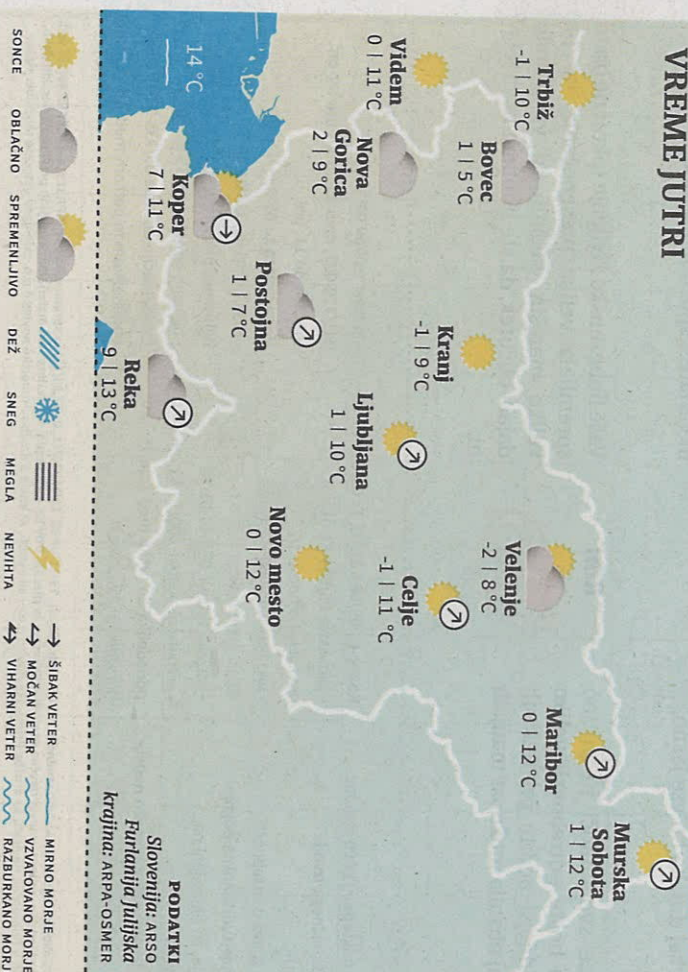 VREME JUTRI
Trbiž
-1 | 10 °C
Videm
0 | 11 °C
Bovec
1 | 5 °C
Nova
Gorica
2 | 9 °C
Kranj
-1 | 9 °C
Ljubljana
1 | 10 °C
Velenje
-2 | 8 °C
Celje
-1 | 11 °C
Maribor
0 | 12 °C
Murska
Sobota
1 | 12 °C
Novo mesto
0 | 12 °C
Postojna
1 | 7 °C
Koper
7 | 11 °C
Reka
9 | 13 °C
14 °C
PODATKI
Slovenija: ARSO
Furlanija Julijska
krajina: ARPA-OSMER
SONCE
OBLAČNO
SPREMENLJIVO
DEŽ
SNEG
MEGLA
NEVIHTA
ŠIBAK VETER
MOČAN VETER
VIHARNI VETER
MIRNO MORJE
VZVALOVANO MORJE
RAZBURKANO MORJ